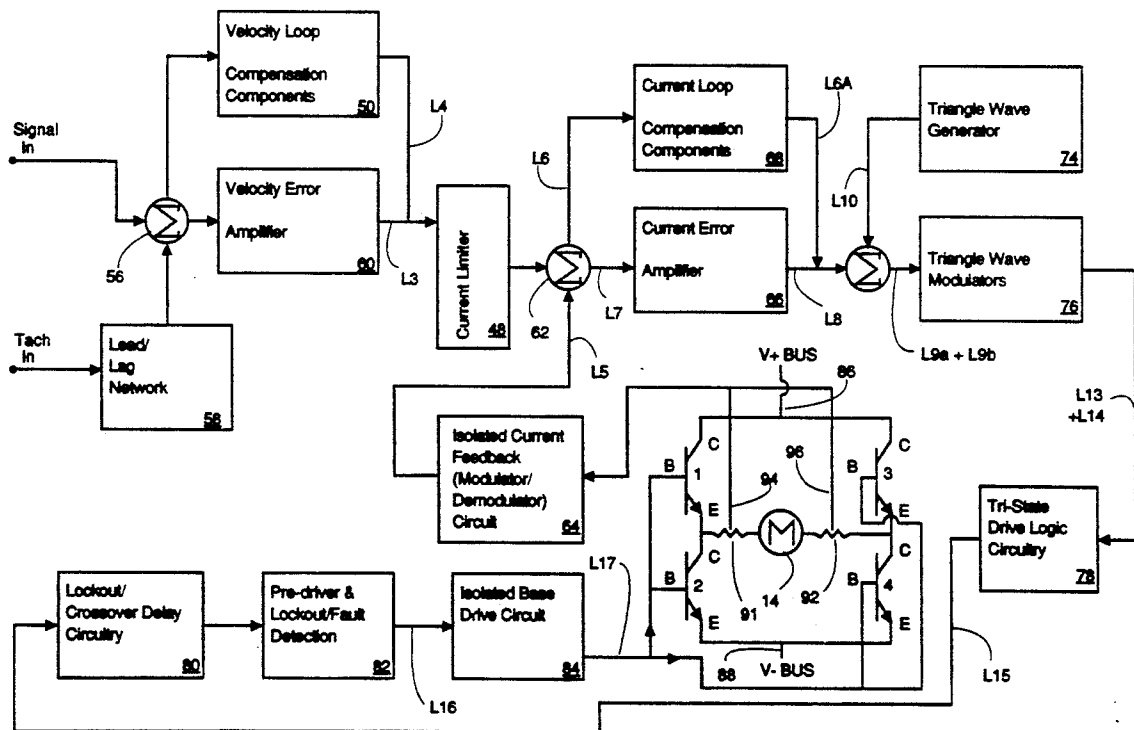 Velocity Loop
Compensation
Components
50
L4
Signal
In
Velocity Error
Amplifier
60
56
L3
Tach
In
Lead/
Lag
Network
58
Current Limiter
48
L6
62
L7
L5
Current Loop
Compensation
Components
68
L6A
Current Error
Amplifier
66
L8
Triangle Wave
Generator
74
L10
Triangle Wave
Modulators
76
L9a + L9b
L13
+L14
V+ BUS
86
Isolated Current
Feedback
(Modulator/
Demodulator)
Circuit
64
94
96
B
1
C
E
B
2
C
E
B
3
C
E
B
4
C
E
M
91
14
92
88
V- BUS
Tri-State
Drive Logic
Circuitry
78
L15
L17
Lockout/
Crossover Delay
Circuitry
80
Pre-driver &
Lockout/Fault
Detection
82
L16
Isolated Base
Drive Circuit
84